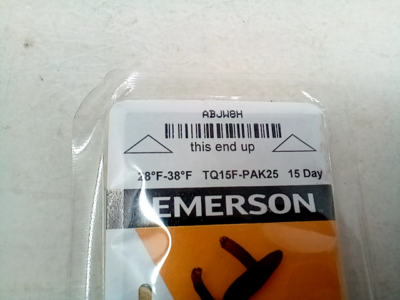 ABJW8H
this end up
28°F-38°F TQ15F-PAK25 15 Day
EMERSON